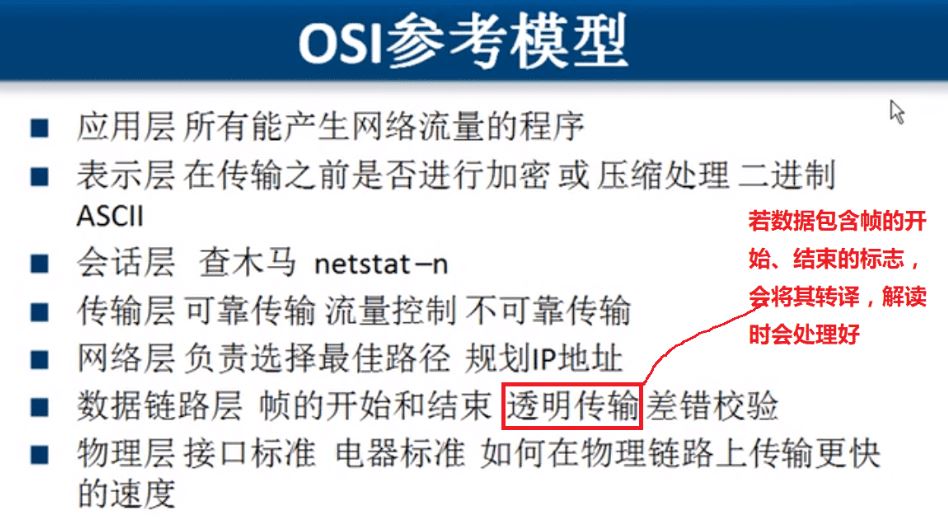 OSI参考模型
应用层 所有能产生网络流量的程序
表示层 在传输之前是否进行加密 或 压缩处理 二进制
ASCII
会话层 查木马 netstat –n
传输层 可靠传输 流量控制 不可靠传输
网络层 负责选择最佳路径 规划IP地址
数据链路层 帧的开始和结束 透明传输 差错校验
物理层 接口标准 电器标准 如何在物理链路上传输更快
的速度
若数据包含帧的开
始、结束的标志，
会将其转译，解读
时会处理好